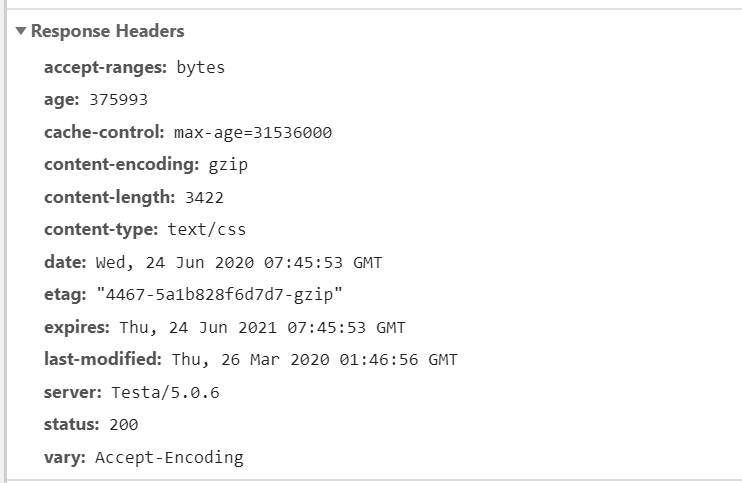 Response Headers
accept-ranges: bytes
age: 375993
cache-control: max-age=31536000
content-encoding: gzip
content-length: 3422
content-type: text/css
date: Wed, 24 Jun 2020 07:45:53 GMT
etag: "4467-5a1b828f6d7d7-gzip"
expires: Thu, 24 Jun 2021 07:45:53 GMT
last-modified: Thu, 26 Mar 2020 01:46:56 GMT
server: Testa/5.0.6
status: 200
vary: Accept-Encoding